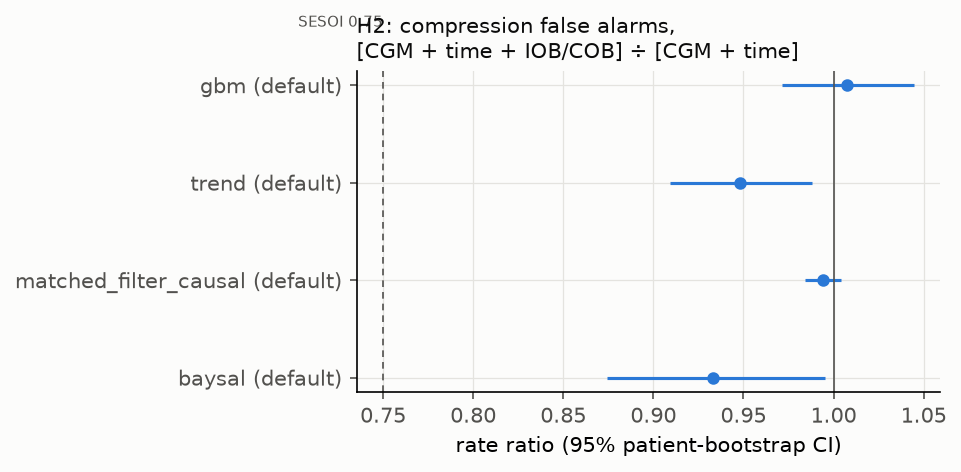 SESOI 0.75
H2: compression false alarms,
[CGM + time + IOB/COB] ÷ [CGM + time]
gbm (default)
trend (default)
matched_filter_causal (default)
baysal (default)
0.75 0.80 0.85 0.90 0.95 1.00 1.05
rate ratio (95% patient-bootstrap CI)